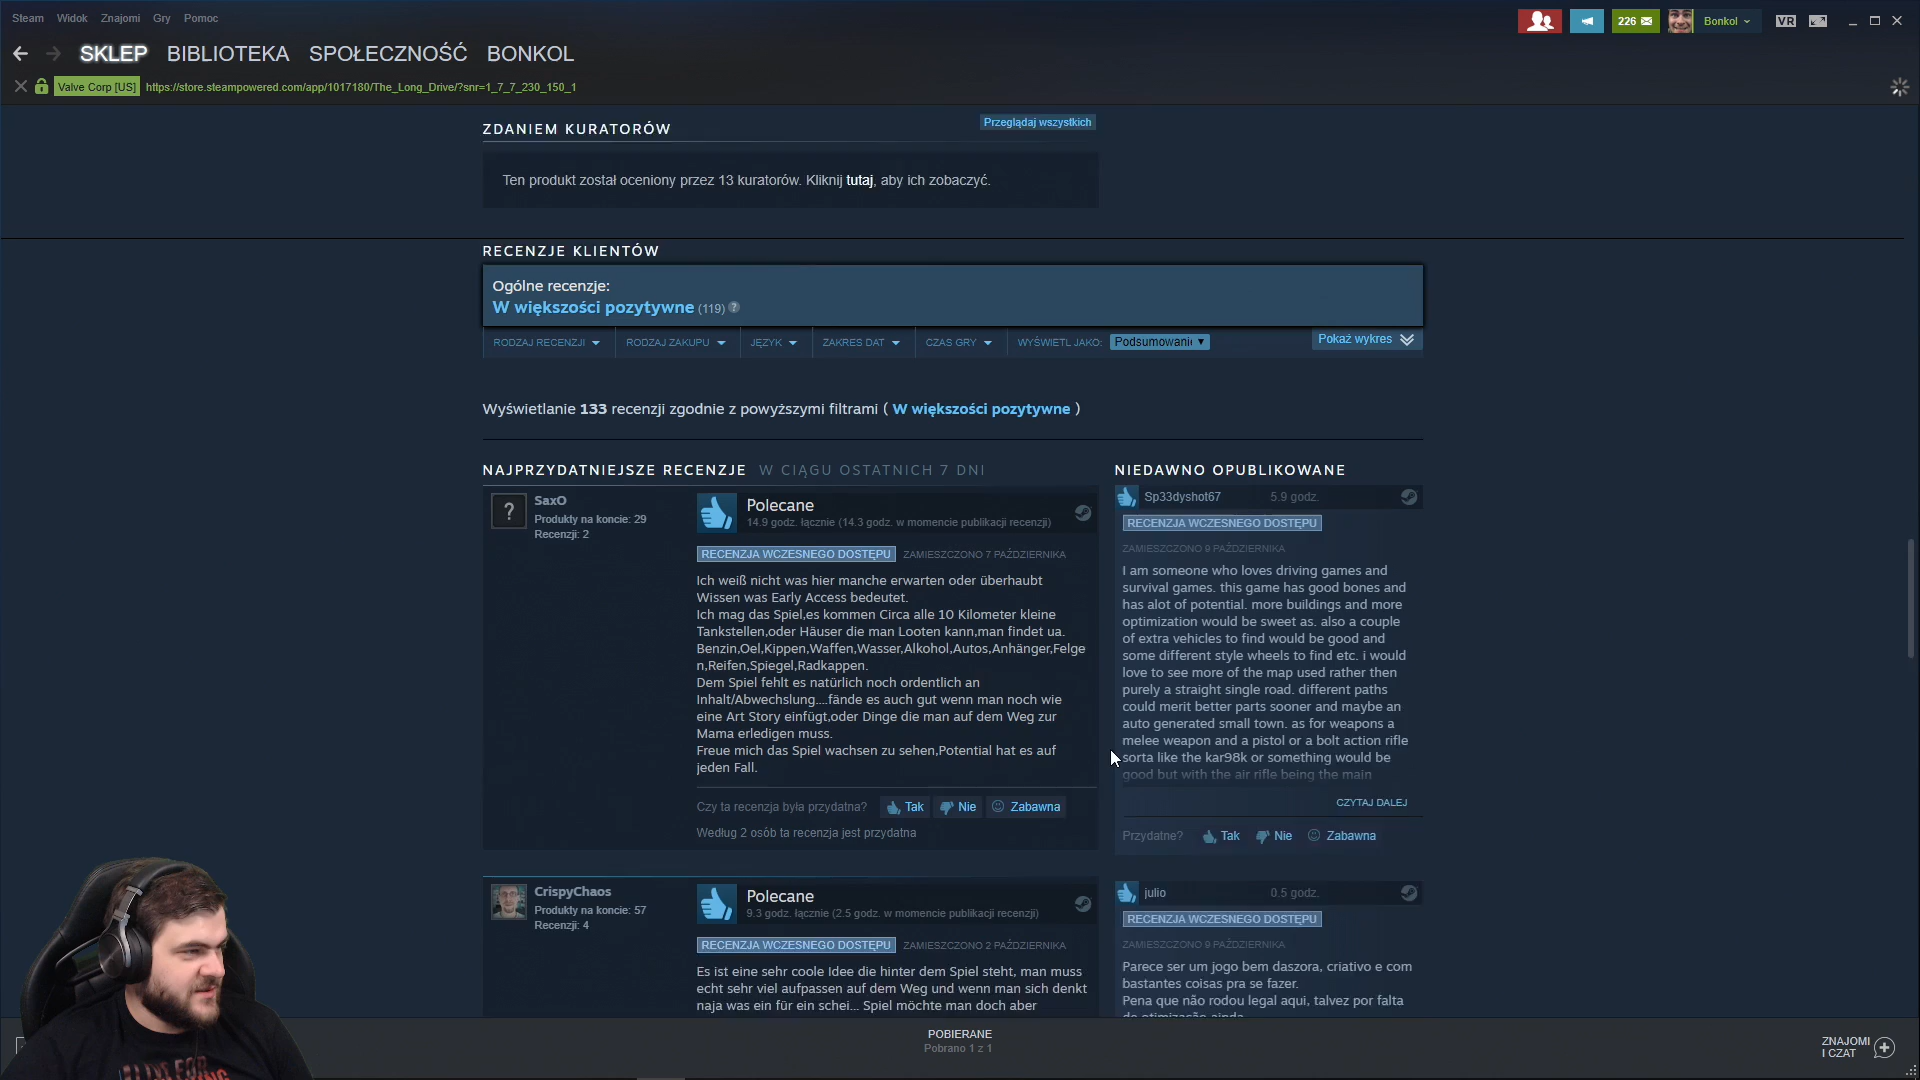 Steam Widok Znajomi Gry Pomoc
226 Bonkol VR
SKLEP BIBLIOTEKA SPOŁECZNOŚĆ BONKOL
Valve Corp [US] https://store.steampowered.com/app/1017180/The_Long_Drive/?snr=1_7_7_230_150_1
ZDANIEM KURATORÓW
Przeglądaj wszystkich
Ten produkt został oceniony przez 13 kuratorów. Kliknij tutaj, aby ich zobaczyć.
RECENZJE KLIENTÓW
Ogólne recenzje:
W większości pozytywne (119) ?
RODZAJ RECENZJI RODZAJ ZAKUPU JĘZYK ZAKRES DAT CZAS GRY WYŚWIETL JAKO: Podsumowani Pokaż wykres
Wyświetlanie 133 recenzji zgodnie z powyższymi filtrami ( W większości pozytywne )
NAJPRZYDATNIEJSZE RECENZJE W CIĄGU OSTATNICH 7 DNI
SaxO
Produkty na koncie: 29
Recenzji: 2
Polecane
14.9 godz. łącznie (14.3 godz. w momencie publikacji recenzji)
RECENZJA WCZESNEGO DOSTĘPU ZAMIESZCZONO 7 PAŹDZIERNIKA
Ich weiß nicht was hier manche erwarten oder überhaubt
Wissen was Early Access bedeutet.
Ich mag das Spiel,es kommen Circa alle 10 Kilometer kleine
Tankstellen,oder Häuser die man Looten kann,man findet ua.
Benzin,Oel,Kippen,Waffen,Wasser,Alkohol,Autos,Anhänger,Felge
n,Reifen,Spiegel,Radkappen.
Dem Spiel fehlt es natürlich noch ordentlich an
Inhalt/Abwechslung....fände es auch gut wenn man noch wie
eine Art Story einfügt,oder Dinge die man auf dem Weg zur
Mama erledigen muss.
Freue mich das Spiel wachsen zu sehen,Potential hat es auf
jeden Fall.
Czy ta recenzja była przydatna? Tak Nie Zabawna
Według 2 osób ta recenzja jest przydatna
CrispyChaos
Produkty na koncie: 57
Recenzji: 4
Polecane
9.3 godz. łącznie (2.5 godz. w momencie publikacji recenzji)
RECENZJA WCZESNEGO DOSTĘPU ZAMIESZCZONO 2 PAŹDZIERNIKA
Es ist eine sehr coole Idee die hinter dem Spiel steht, man muss
echt sehr viel aufpassen auf dem Weg und wenn man sich denkt
naja was ein für ein schei... Spiel möchte man doch aber
NIEDAWNO OPUBLIKOWANE
Sp33dyshot67 5.9 godz.
RECENZJA WCZESNEGO DOSTĘPU
ZAMIESZCZONO 9 PAŹDZIERNIKA
I am someone who loves driving games and
survival games. this game has good bones and
has alot of potential. more buildings and more
optimization would be sweet as. also a couple
of extra vehicles to find would be good and
some different style wheels to find etc. i would
love to see more of the map used rather then
purely a straight single road. different paths
could merit better parts sooner and maybe an
auto generated small town. as for weapons a
melee weapon and a pistol or a bolt action rifle
sorta like the kar98k or something would be
good but with the air rifle being the main
CZYTAJ DALEJ
Przydatne? Tak Nie Zabawna
julio 0.5 godz.
RECENZJA WCZESNEGO DOSTĘPU
ZAMIESZCZONO 9 PAŹDZIERNIKA
Parece ser um jogo bem daszora, criativo e com
bastantes coisas pra se fazer.
Pena que não rodou legal aqui, talvez por falta
de otimização ainda
POBIERANE
Pobrano 1 z 1
ZNAJOMI
I CZAT